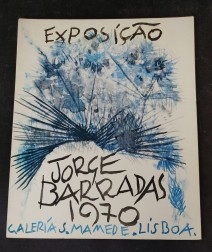 EXPOSIÇÃO
JORGE
BARRADAS
1970
GALERIA S. MAMEDE. LISBOA.